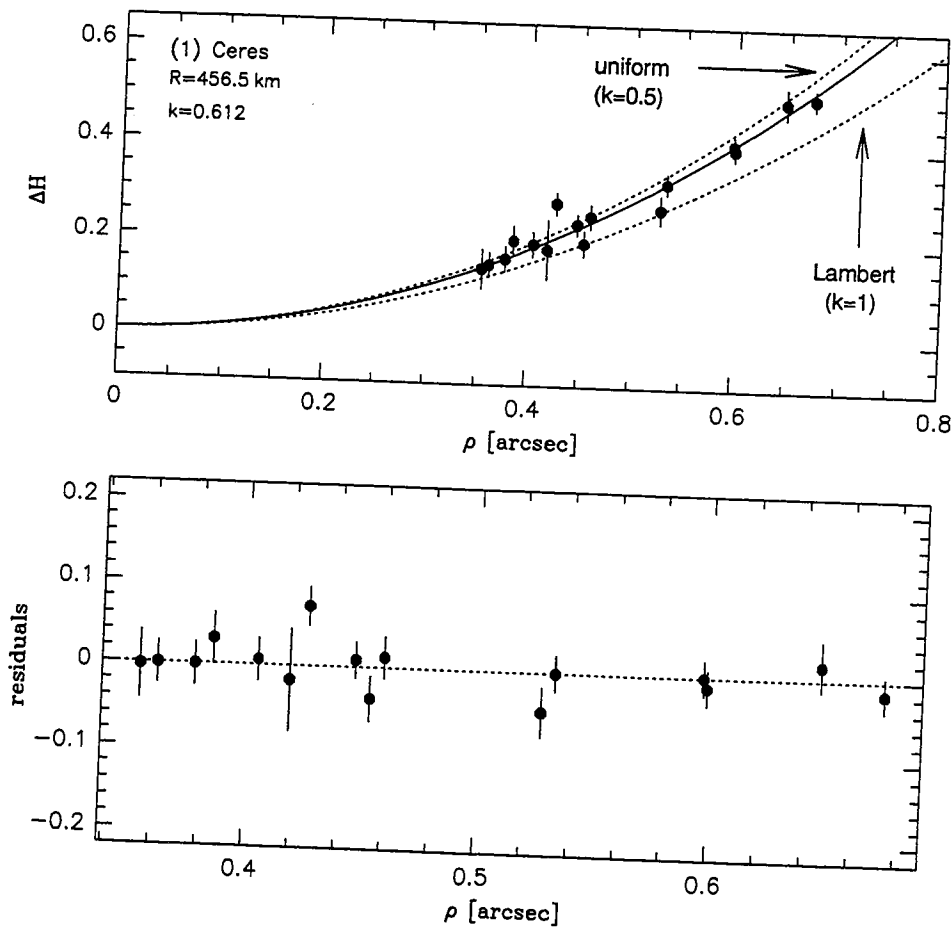 0.6
0.4
0.2
0
ΔH
(1) Ceres
R=456.5 km
k=0.612
uniform
(k=0.5)
Lambert
(k=1)
0 0.2 0.4 0.6 0.8
ρ [arcsec]
0.2
0.1
0
−0.1
−0.2
residuals
0.4 0.5 0.6
ρ [arcsec]